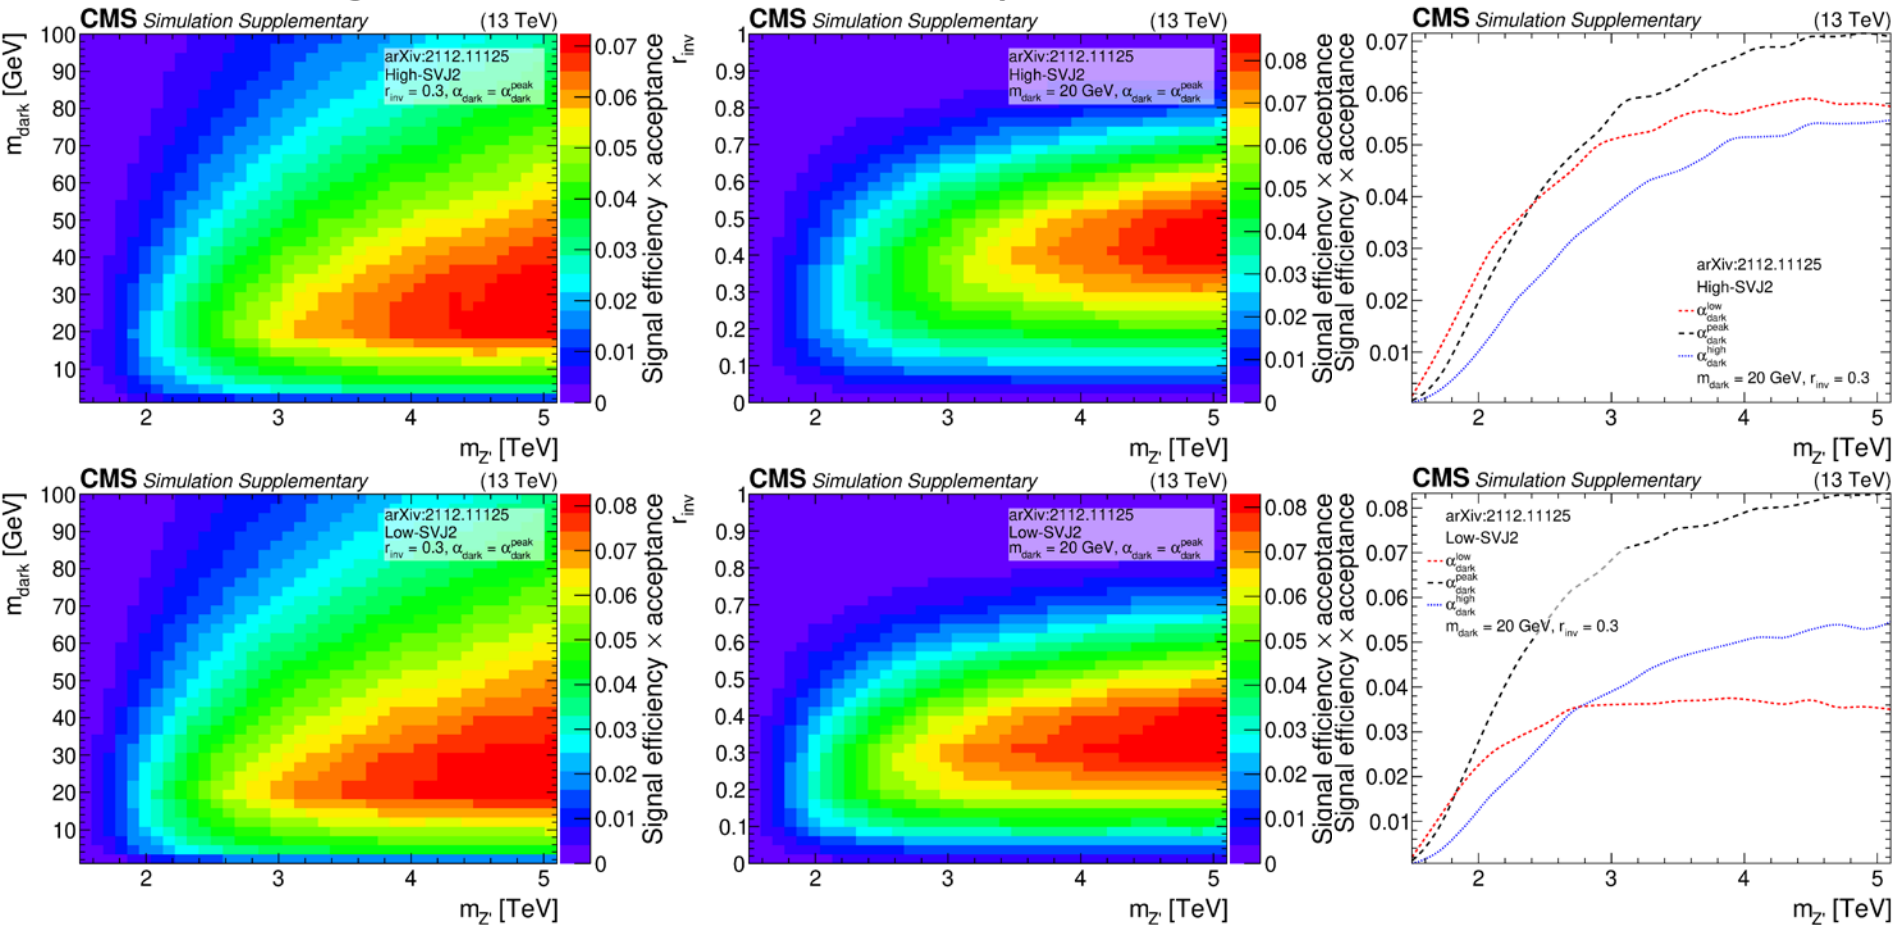 CMS Simulation Supplementary (13 TeV)
m_dark [GeV]
100
90
80
70
60
50
40
30
20
10
arXiv:2112.11125
High-SVJ2
r_inv = 0.3, α_dark = α_dark^peak
2 3 4 5
m_Z' [TeV]
0.07
0.06
0.05
0.04
0.03
0.02
0.01
0
Signal efficiency × acceptance
CMS Simulation Supplementary (13 TeV)
r_inv
1
0.9
0.8
0.7
0.6
0.5
0.4
0.3
0.2
0.1
0
arXiv:2112.11125
High-SVJ2
m_dark = 20 GeV, α_dark = α_dark^peak
2 3 4 5
m_Z' [TeV]
0.08
0.07
0.06
0.05
0.04
0.03
0.02
0.01
0
Signal efficiency × acceptance
CMS Simulation Supplementary (13 TeV)
Signal efficiency × acceptance
0.07
0.06
0.05
0.04
0.03
0.02
0.01
arXiv:2112.11125
High-SVJ2
α_dark^low
α_dark^peak
α_dark^high
m_dark = 20 GeV, r_inv = 0.3
2 3 4 5
m_Z' [TeV]
CMS Simulation Supplementary (13 TeV)
m_dark [GeV]
100
90
80
70
60
50
40
30
20
10
arXiv:2112.11125
Low-SVJ2
r_inv = 0.3, α_dark = α_dark^peak
2 3 4 5
m_Z' [TeV]
0.08
0.07
0.06
0.05
0.04
0.03
0.02
0.01
0
Signal efficiency × acceptance
CMS Simulation Supplementary (13 TeV)
r_inv
1
0.9
0.8
0.7
0.6
0.5
0.4
0.3
0.2
0.1
0
arXiv:2112.11125
Low-SVJ2
m_dark = 20 GeV, α_dark = α_dark^peak
2 3 4 5
m_Z' [TeV]
0.08
0.07
0.06
0.05
0.04
0.03
0.02
0.01
0
Signal efficiency × acceptance
CMS Simulation Supplementary (13 TeV)
Signal efficiency × acceptance
0.08
0.07
0.06
0.05
0.04
0.03
0.02
0.01
arXiv:2112.11125
Low-SVJ2
α_dark^low
α_dark^peak
α_dark^high
m_dark = 20 GeV, r_inv = 0.3
2 3 4 5
m_Z' [TeV]